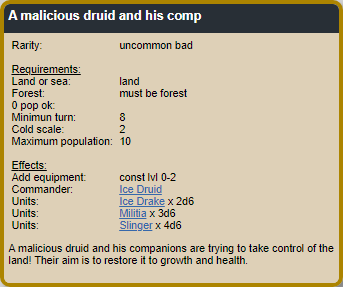 A malicious druid and his comp
Rarity: uncommon bad
Requirements:
Land or sea: land
Forest: must be forest
0 pop ok:
Minimun turn: 8
Cold scale: 2
Maximum population: 10
Effects:
Add equipment: const lvl 0-2
Commander: Ice Druid
Units: Ice Drake x 2d6
Units: Militia x 3d6
Units: Slinger x 4d6
A malicious druid and his companions are trying to take control of the
land! Their aim is to restore it to growth and health.